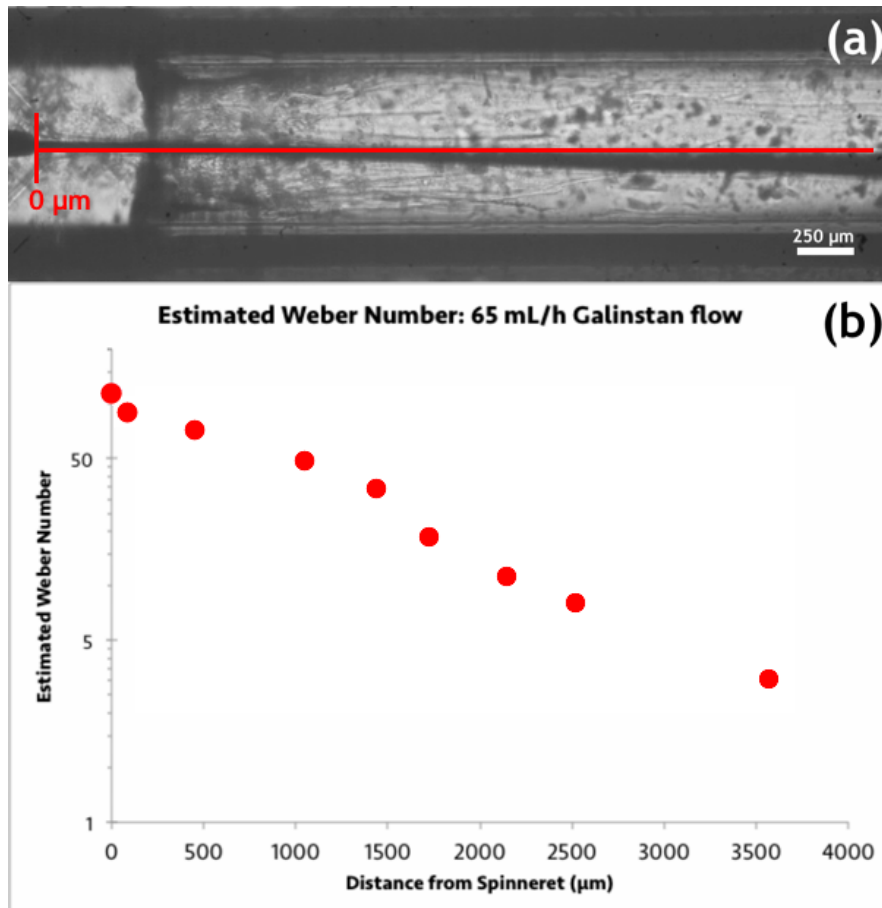 (a)
0 µm
250 µm
(b)
Estimated Weber Number: 65 mL/h Galinstan flow
Estimated Weber Number
50
5
1
0 500 1000 1500 2000 2500 3000 3500 4000
Distance from Spinneret (µm)